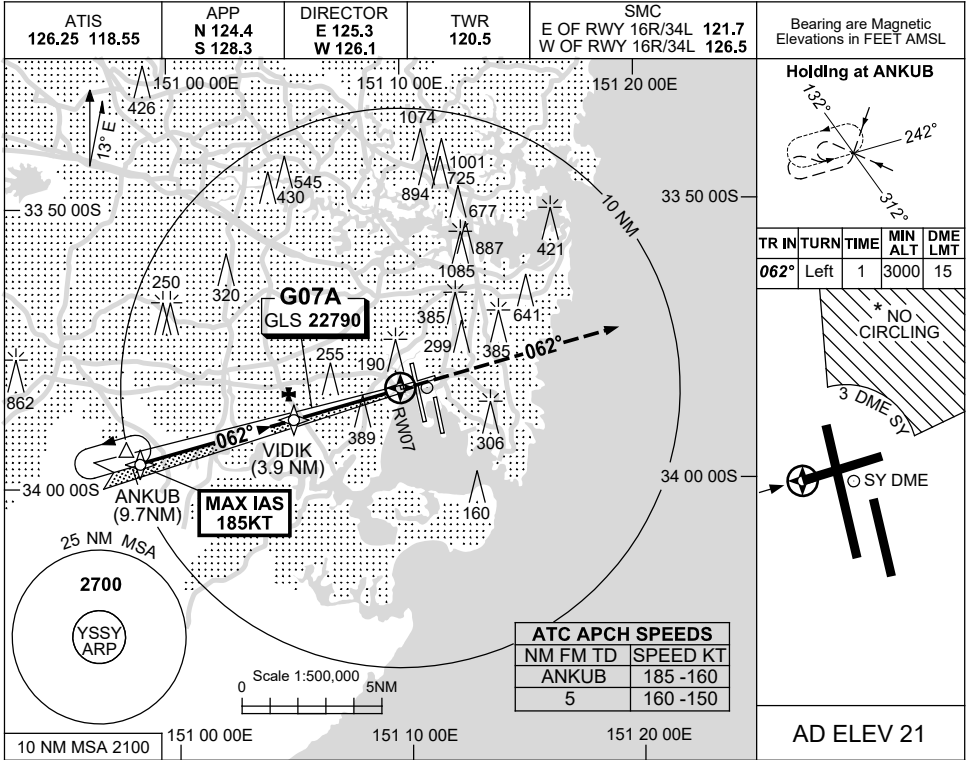 ATIS
126.25 118.55
APP
N 124.4
S 128.3
DIRECTOR
E 125.3
W 126.1
TWR
120.5
SMC
E OF RWY 16R/34L 121.7
W OF RWY 16R/34L 126.5
Bearing are Magnetic
Elevations in FEET AMSL
151 00 00E
151 10 00E
151 20 00E
426
13° E
1074
1001
725
894
545
430
677
33 50 00S
33 50 00S
10 NM
887
421
1085
320
250
G07A
GLS 22790
385
641
299
385
062°
255
190
862
062°
VIDIK
(3.9 NM)
389
RW07
306
34 00 00S
34 00 00S
ANKUB
(9.7NM)
MAX IAS
185KT
160
25 NM MSA
2700
YSSY
ARP
Scale 1:500,000
0
5NM
ATC APCH SPEEDS
NM FM TD SPEED KT
ANKUB 185 -160
5 160 -150
10 NM MSA 2100
151 00 00E
151 10 00E
151 20 00E
Holding at ANKUB
132°
242°
312°
TR IN TURN TIME MIN ALT DME LMT
062° Left 1 3000 15
* NO
CIRCLING
3 DME SY
SY DME
AD ELEV 21